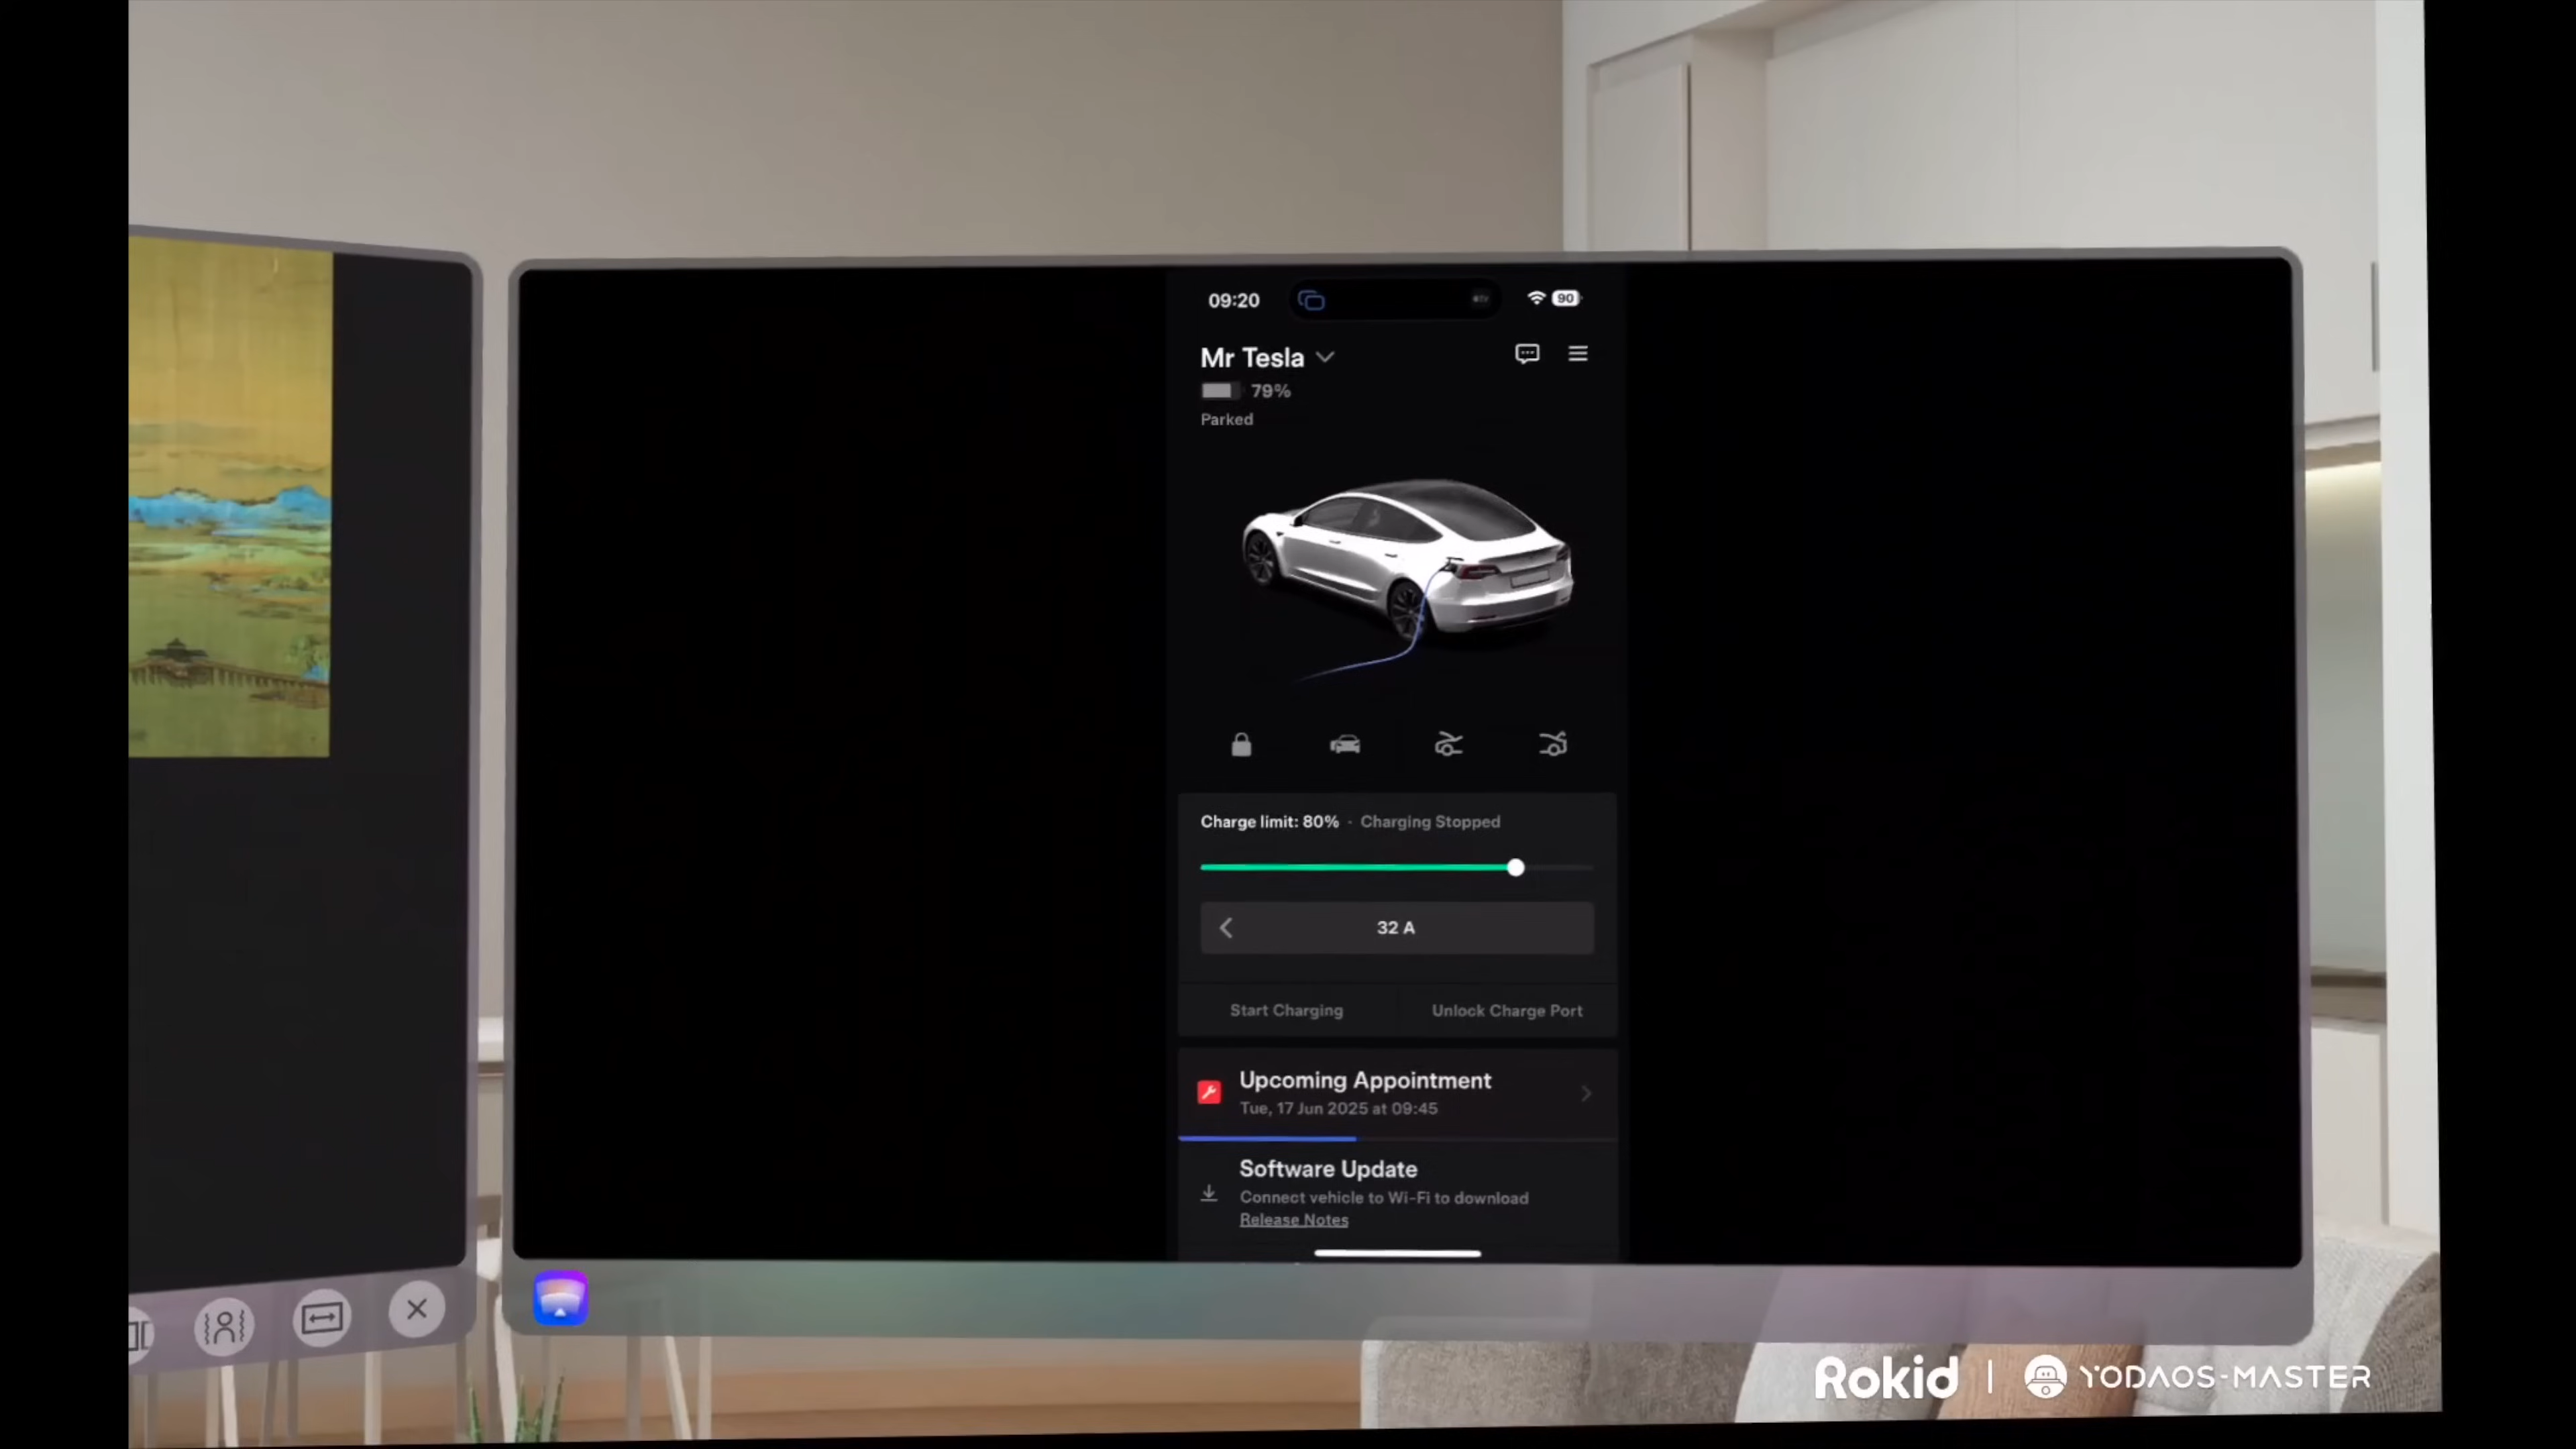 09:20
90
Mr Tesla
79%
Parked
Charge limit: 80% · Charging Stopped
32 A
Start Charging
Unlock Charge Port
Upcoming Appointment
Tue, 17 Jun 2025 at 09:45
Software Update
Connect vehicle to Wi-Fi to download
Release Notes
Rokid | YODAOS-MASTER